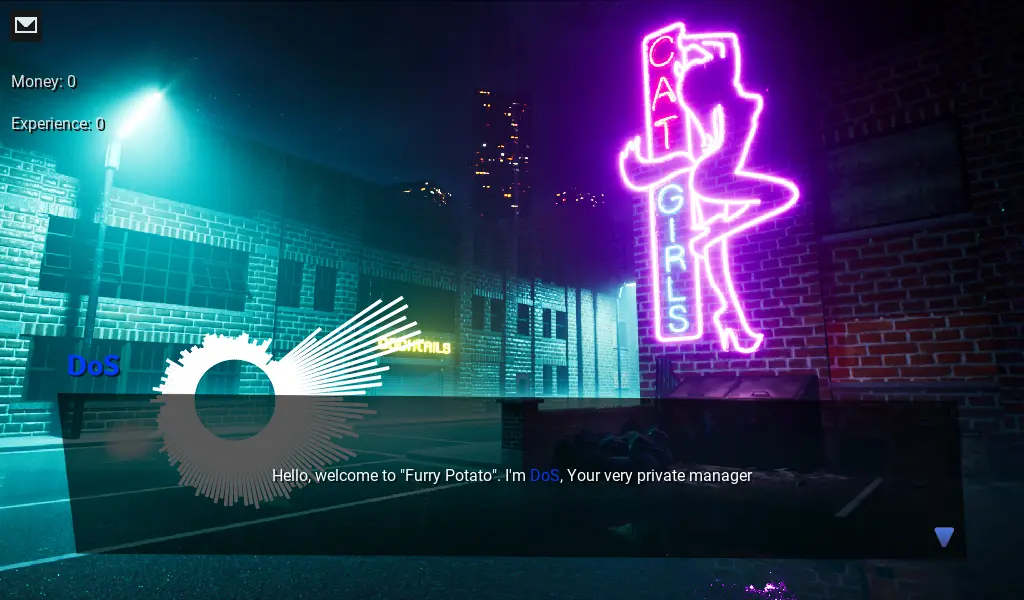 Money: 0
Experience: 0
CAT
GIRLS
COCKTAILS
DoS
Hello, welcome to "Furry Potato". I'm DoS, Your very private manager